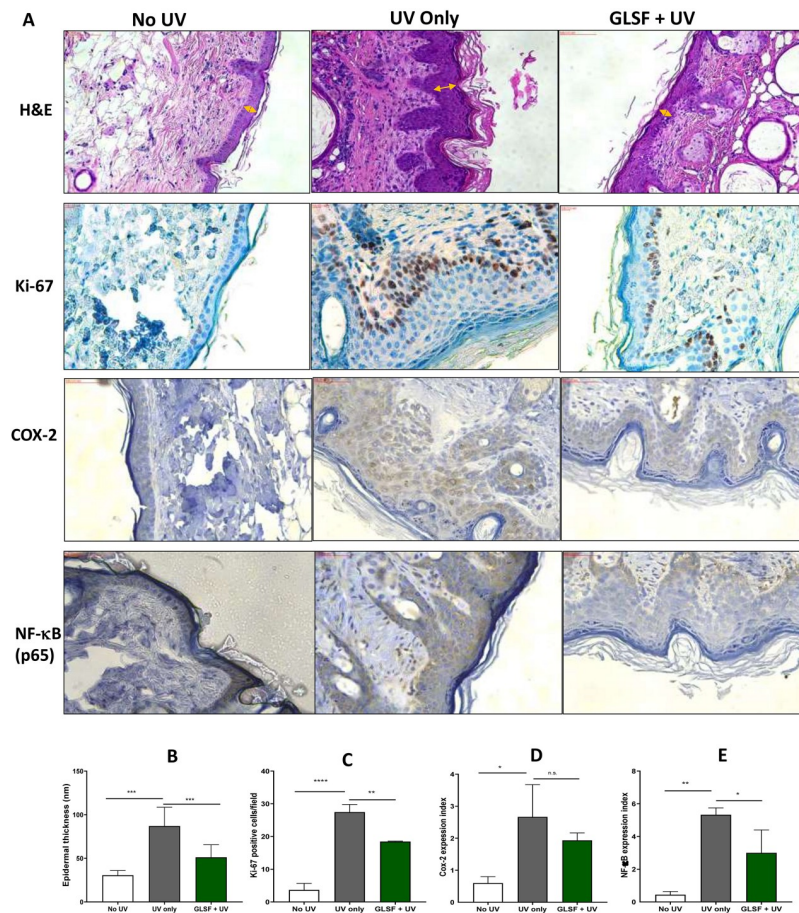 A
No UV
UV Only
GLSF + UV
H&E
Ki-67
COX-2
NF-κB
(p65)
B
C
D
E
Epidermal thickness (nm)
150
100
50
0
***
***
No UV
UV only
GLSF + UV
Ki-67 positive cells/field
40
30
20
10
0
****
**
No UV
UV only
GLSF + UV
Cox-2 expession index
4
3
2
1
0
*
n.s.
No UV
UV only
GLSF + UV
expression index
8
6
4
2
0
**
*
No UV
UV only
GLSF + UV